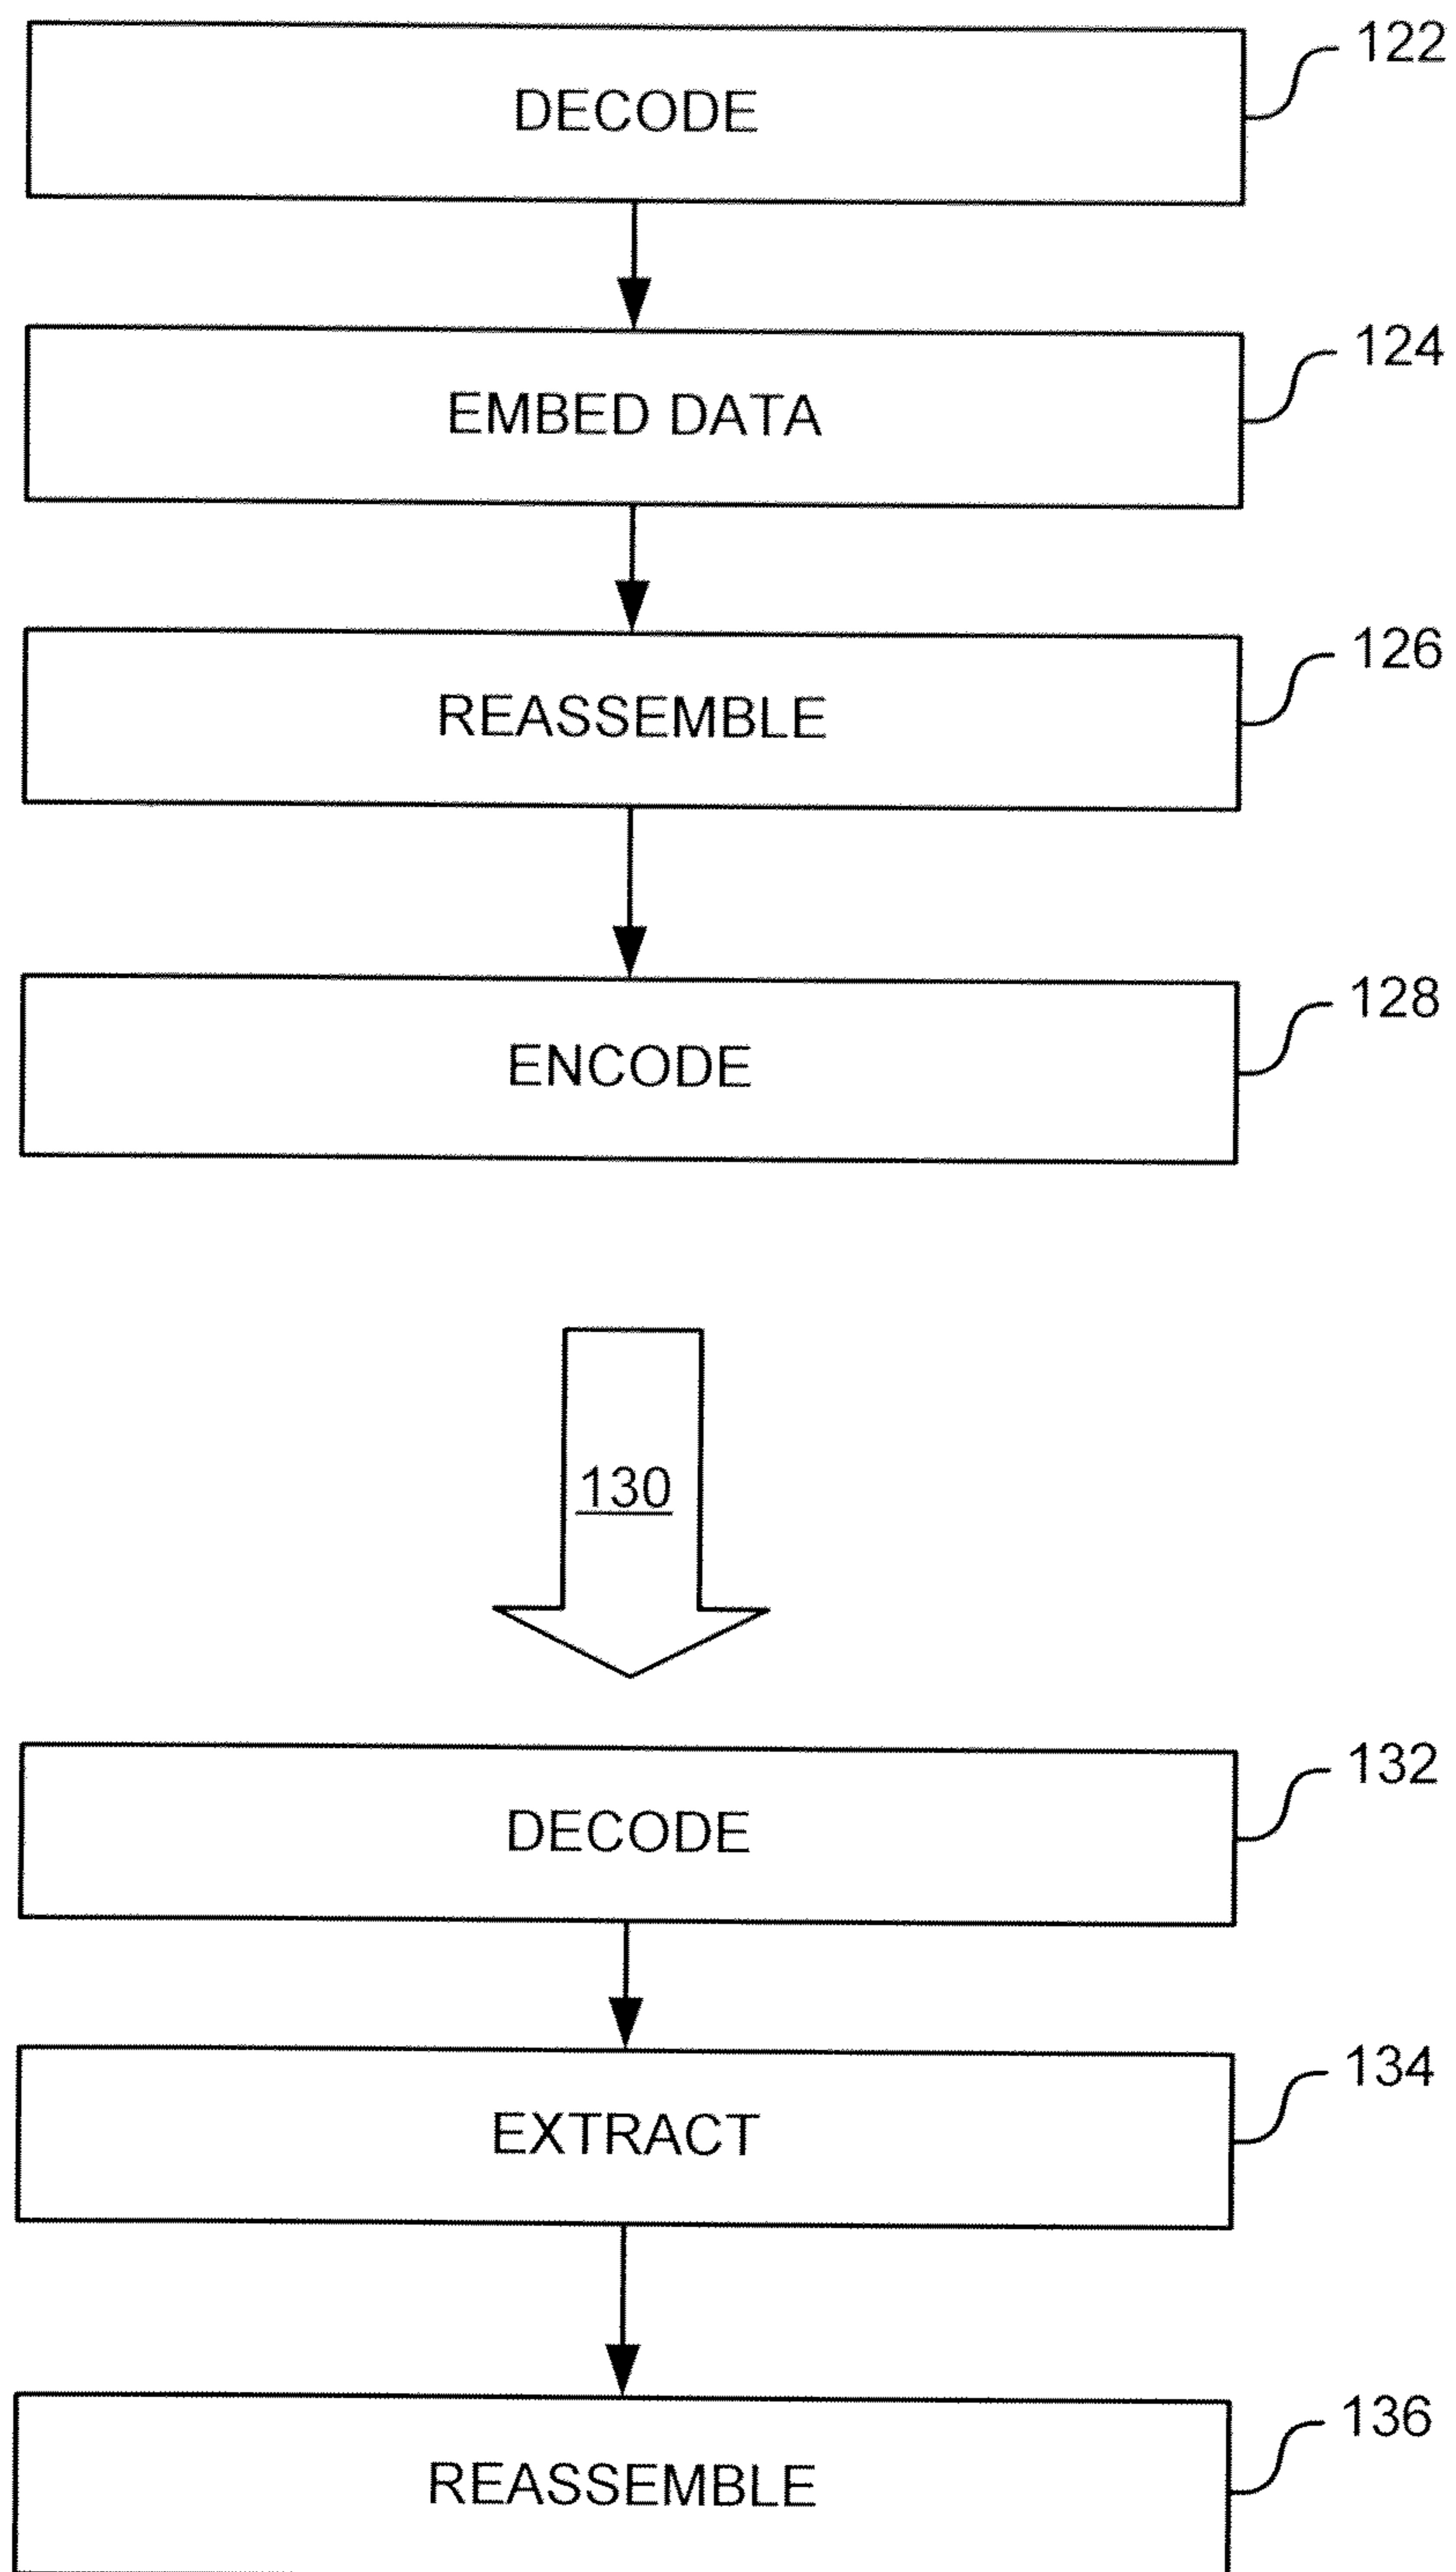 122
DECODE
124
EMBED DATA
126
REASSEMBLE
128
ENCODE
130
132
DECODE
134
EXTRACT
136
REASSEMBLE